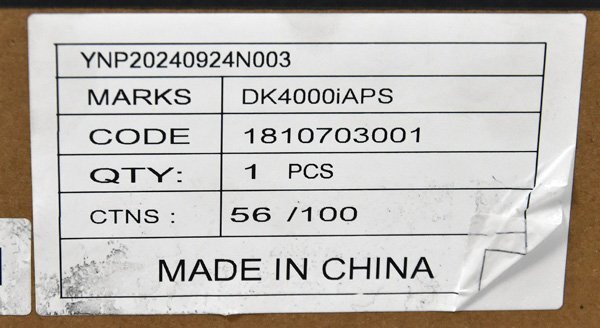 YNP20240924N003
MARKS DK4000iAPS
CODE 1810703001
QTY: 1 PCS
CTNS : 56 /100
MADE IN CHINA